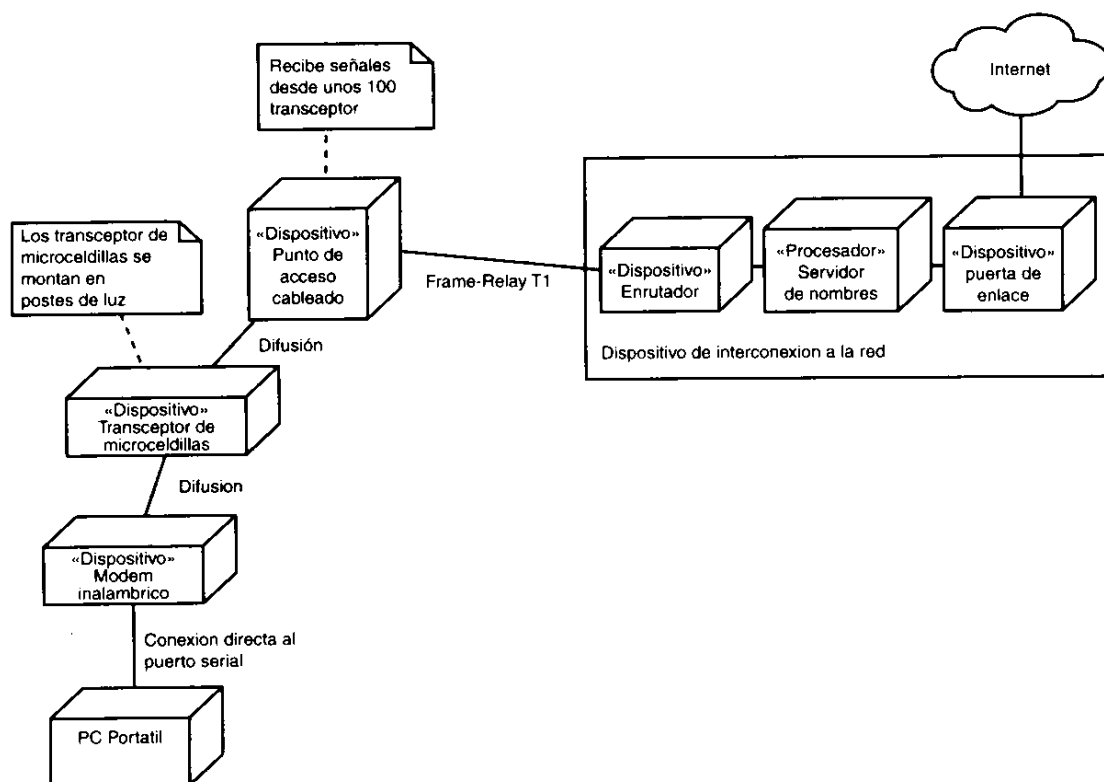 Recibe señales
desde unos 100
transceptor
Internet
Los transceptor de
microceldillas se
montan en
postes de luz
«Dispositivo»
Punto de
acceso
cableado
Frame-Relay T1
«Dispositivo»
Enrutador
«Procesador»
Servidor
de nombres
«Dispositivo»
puerta de
enlace
Dispositivo de interconexion a la red
Difusión
«Dispositivo»
Transceptor de
microceldillas
Difusion
«Dispositivo»
Modem
inalambrico
Conexion directa al
puerto serial
PC Portatil